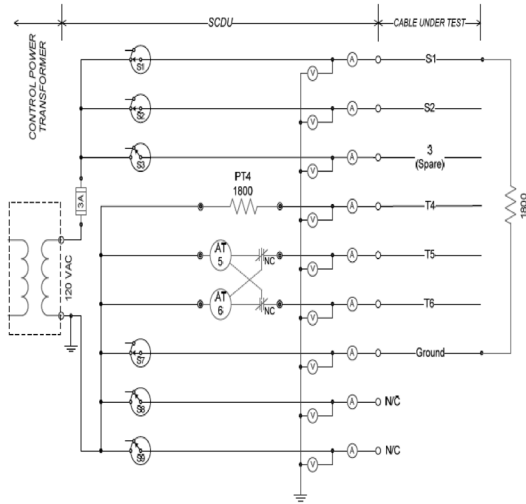 SCDU
CABLE UNDER TEST
CONTROL POWER
TRANSFORMER
S1
V
A
S1
S2
V
A
S2
S3
V
A
3
(Spare)
3A
PT4
1800
V
A
T4
1800
120 VAC
AT
5
NC
V
A
T5
AT
6
NC
V
A
T6
S7
V
A
Ground
S8
V
A
N/C
S9
V
A
N/C